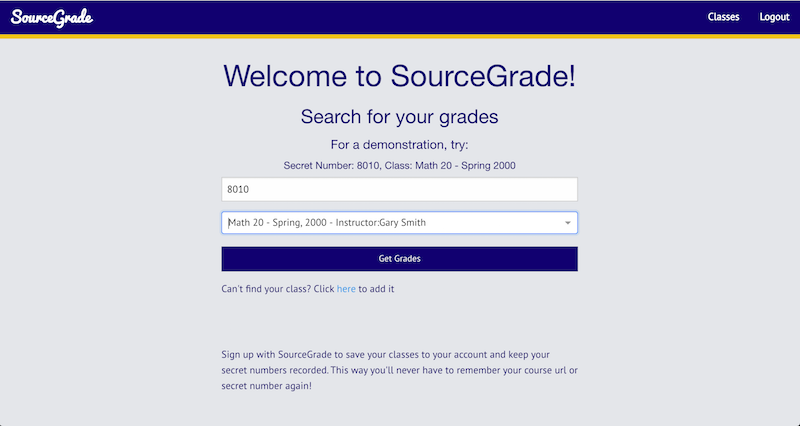 SourceGrade
Classes Logout
Welcome to SourceGrade!
Search for your grades
For a demonstration, try:
Secret Number: 8010, Class: Math 20 - Spring 2000
8010
Math 20 - Spring, 2000 - Instructor:Gary Smith
Get Grades
Can't find your class? Click here to add it
Sign up with SourceGrade to save your classes to your account and keep your
secret numbers recorded. This way you'll never have to remember your course url or
secret number again!